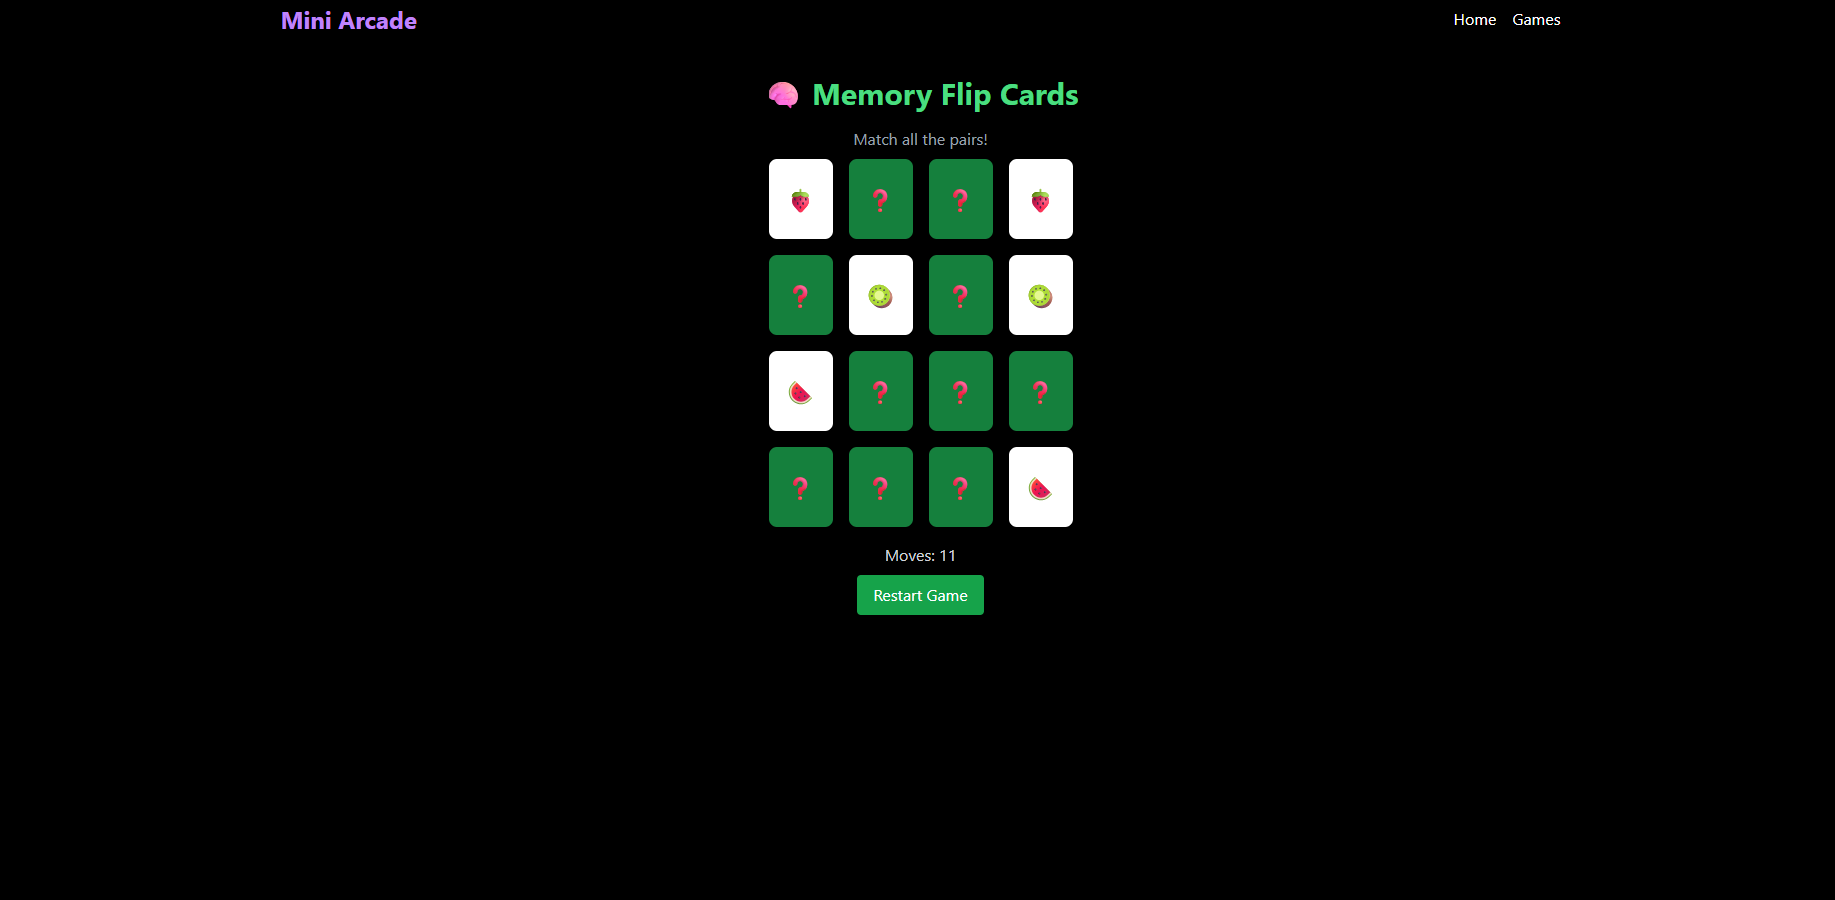 Mini Arcade
Home Games
🧠 Memory Flip Cards
Match all the pairs!
🍓 ❓ ❓ 🍓
❓ 🥝 ❓ 🥝
🍉 ❓ ❓ ❓
❓ ❓ ❓ 🍉
Moves: 11
Restart Game